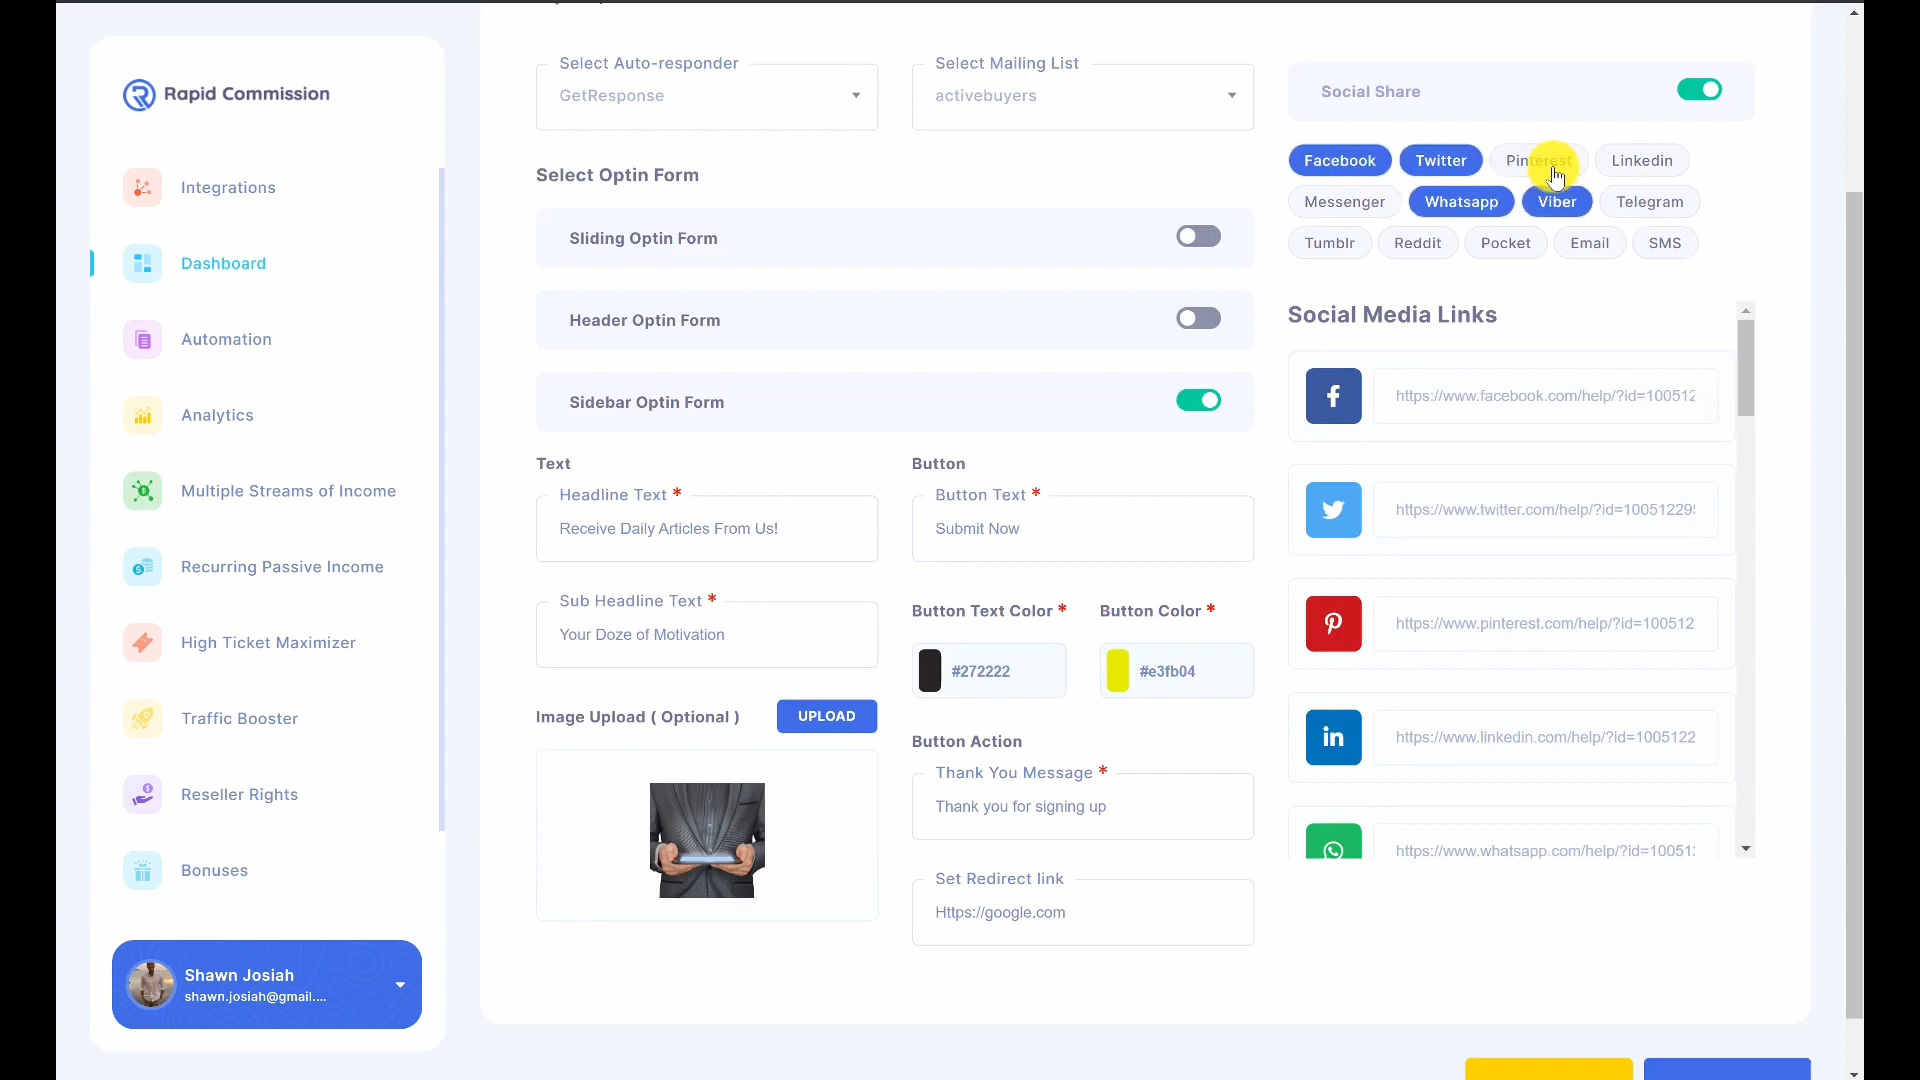 Rapid Commission
Integrations
Dashboard
Automation
Analytics
Multiple Streams of Income
Recurring Passive Income
High Ticket Maximizer
Traffic Booster
Reseller Rights
Bonuses
Shawn Josiah
shawn.josiah@gmail....
Select Auto-responder
GetResponse
Select Mailing List
activebuyers
Select Optin Form
Sliding Optin Form
Header Optin Form
Sidebar Optin Form
Text
Headline Text *
Receive Daily Articles From Us!
Sub Headline Text *
Your Doze of Motivation
Image Upload ( Optional )
UPLOAD
Button
Button Text *
Submit Now
Button Text Color *
Button Color *
#272222
#e3fb04
Button Action
Thank You Message *
Thank you for signing up
Set Redirect link
Https://google.com
Social Share
Facebook Twitter Pinterest Linkedin
Messenger Whatsapp Viber Telegram
Tumblr Reddit Pocket Email SMS
Social Media Links
https://www.facebook.com/help/?id=100512
https://www.twitter.com/help/?id=10051229
https://www.pinterest.com/help/?id=100512
in
https://www.linkedin.com/help/?id=1005122
https://www.whatsapp.com/help/?id=10051